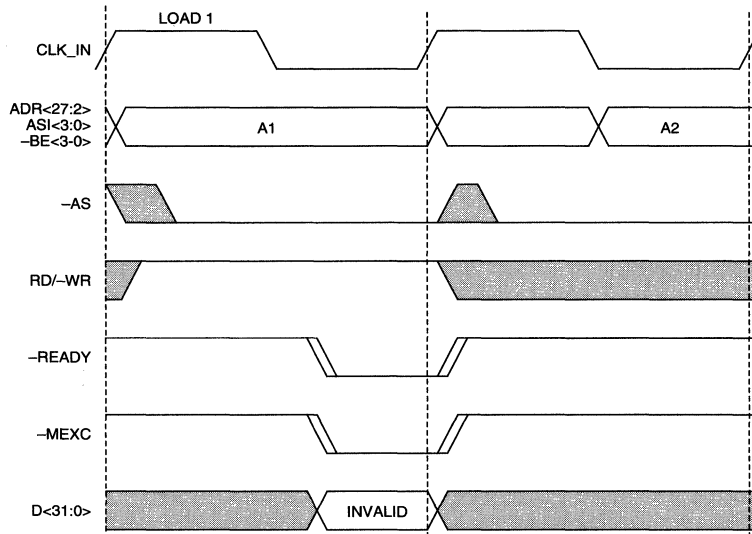 LOAD 1
CLK_IN
ADR<27:2>
ASI<3:0>
–BE<3-0>
A1
A2
–AS
RD/–WR
–READY
–MEXC
D<31:0>
INVALID